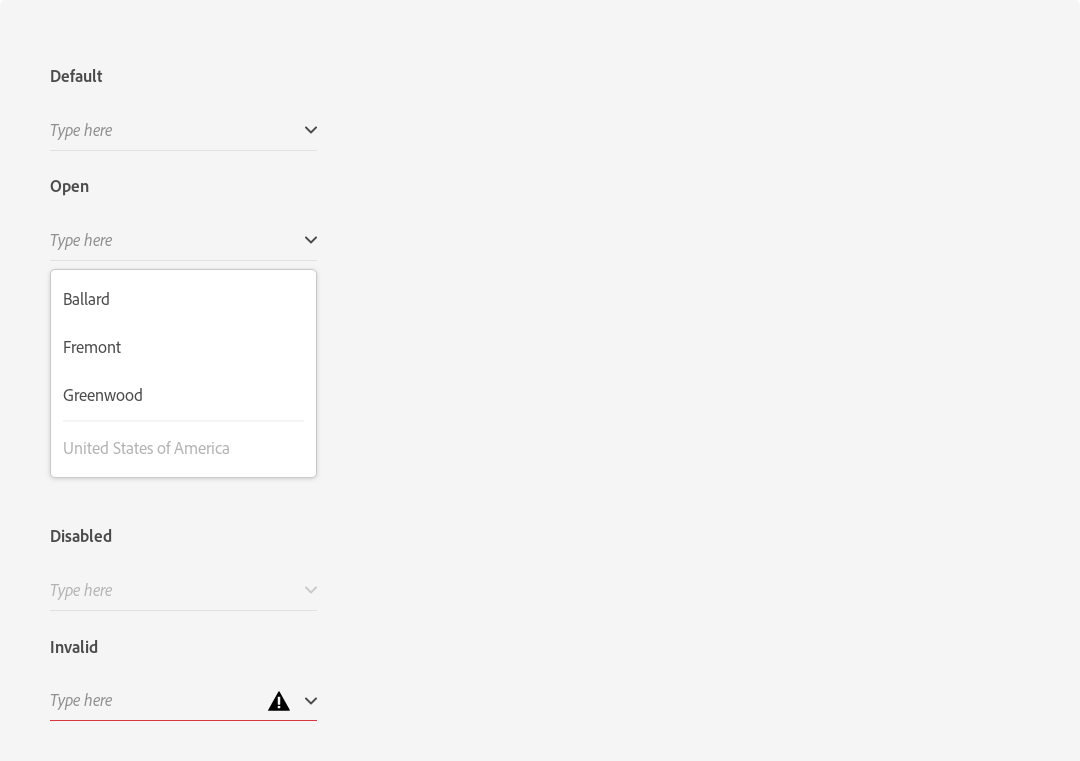 Default
Type here
Open
Type here
Ballard
Fremont
Greenwood
United States of America
Disabled
Type here
Invalid
Type here